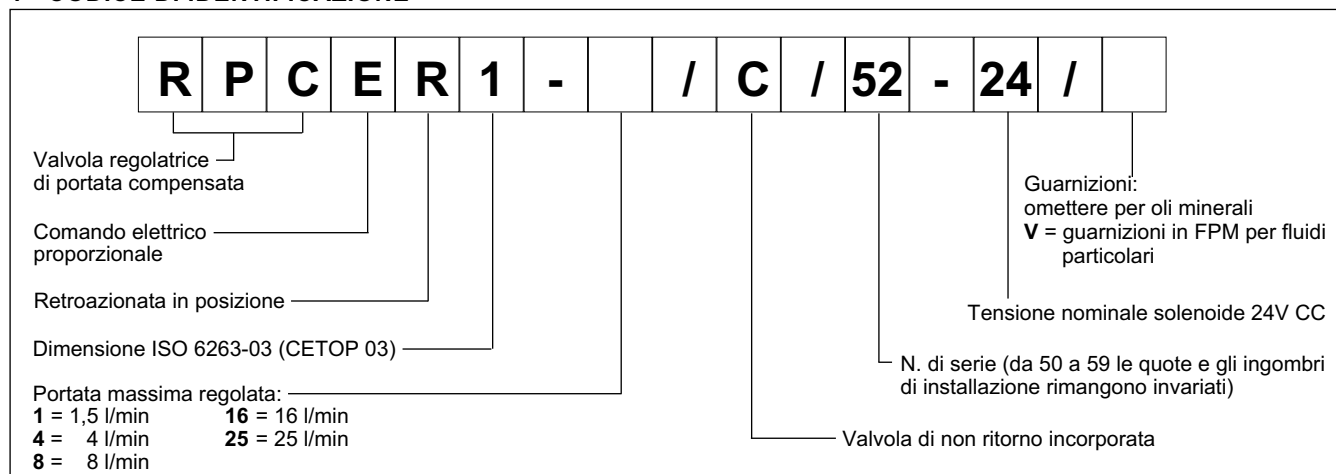 R P C E R 1 - / C / 52 - 24 /
Valvola regolatrice
di portata compensata
Comando elettrico
proporzionale
Retroazionata in posizione
Dimensione ISO 6263-03 (CETOP 03)
Portata massima regolata:
1 = 1,5 l/min 16 = 16 l/min
4 = 4 l/min 25 = 25 l/min
8 = 8 l/min
Guarnizioni:
omettere per oli minerali
V = guarnizioni in FPM per fluidi
particolari
Tensione nominale solenoide 24V CC
N. di serie (da 50 a 59 le quote e gli ingombri
di installazione rimangono invariati)
Valvola di non ritorno incorporata